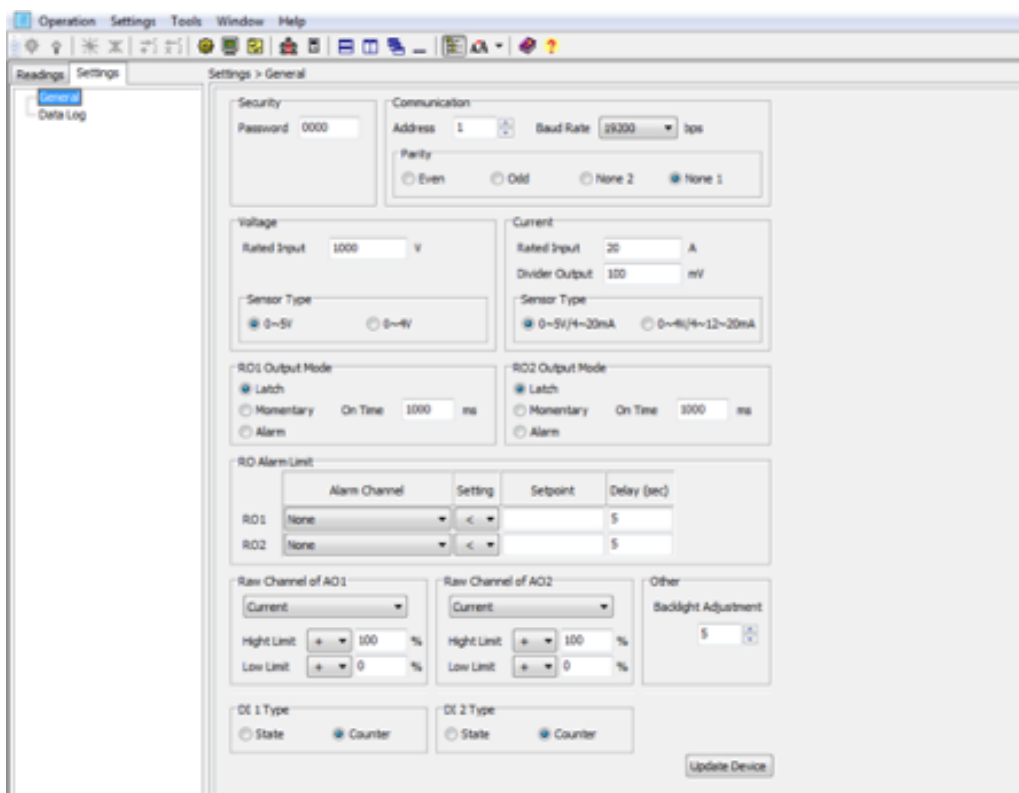 Operation Settings Tools Window Help
Readings Settings
Settings > General
General
Data Log
Security
Password 0000
Communication
Address 1 Baud Rate 19200 bps
Parity
Even Odd None 2 None 1
Voltage
Rated Input 1000 V
Sensor Type
0~5V 0~4V
Current
Rated Input 20 A
Divider Output 100 mV
Sensor Type
0~5V/4~20mA 0~4V/4~12~20mA
RO1 Output Mode
Latch
Momentary On Time 1000 ms
Alarm
RO2 Output Mode
Latch
Momentary On Time 1000 ms
Alarm
RO Alarm Limit
Alarm Channel Setting Setpoint Delay (sec)
RO1 None < 5
RO2 None < 5
Raw Channel of AO1
Current
Hight Limit + 100 %
Low Limit + 0 %
Raw Channel of AO2
Current
Hight Limit + 100 %
Low Limit + 0 %
Other
Backlight Adjustment
5
DI 1 Type
State Counter
DI 2 Type
State Counter
Update Device